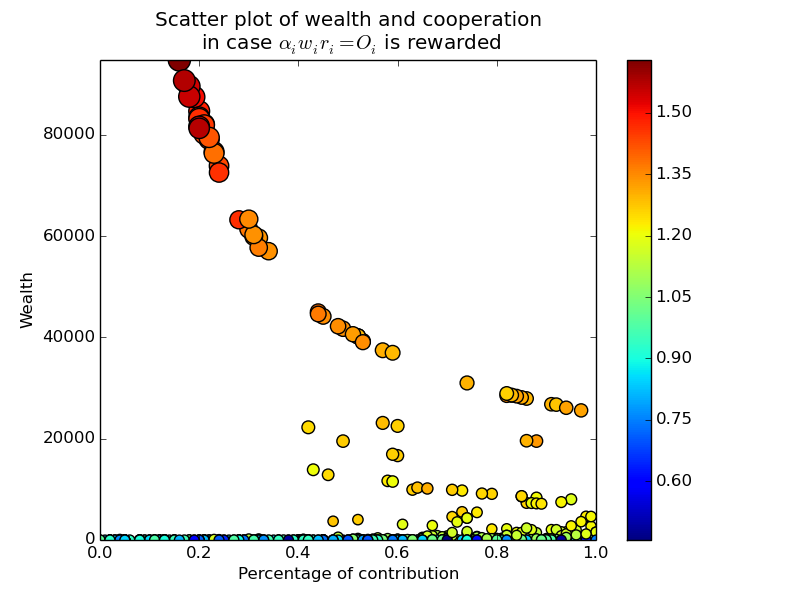 Scatter plot of wealth and cooperation
in case αᵢwᵢrᵢ=Oᵢ is rewarded
80000
60000
40000
20000
0
Wealth
0.0 0.2 0.4 0.6 0.8 1.0
Percentage of contribution
1.50
1.35
1.20
1.05
0.90
0.75
0.60